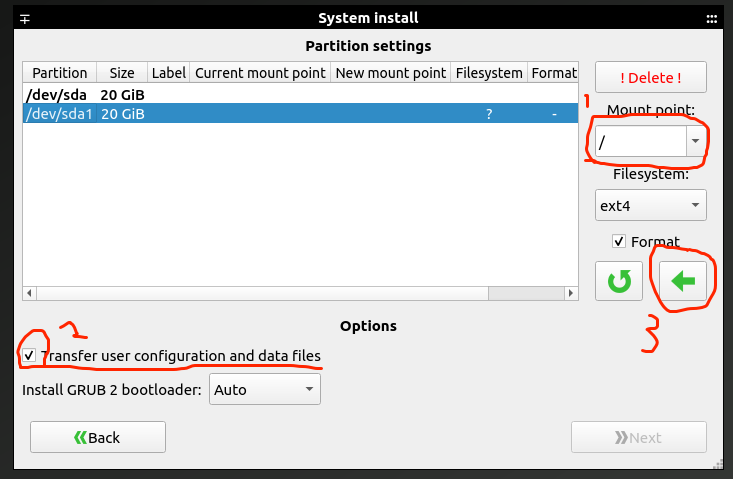 System install
Partition settings
Partition Size Label Current mount point New mount point Filesystem Format
/dev/sda 20 GiB
/dev/sda1 20 GiB ? -
! Delete !
1
Mount point:
/
Filesystem:
ext4
Format
3
Options
2
Transfer user configuration and data files
Install GRUB 2 bootloader: Auto
Back
Next